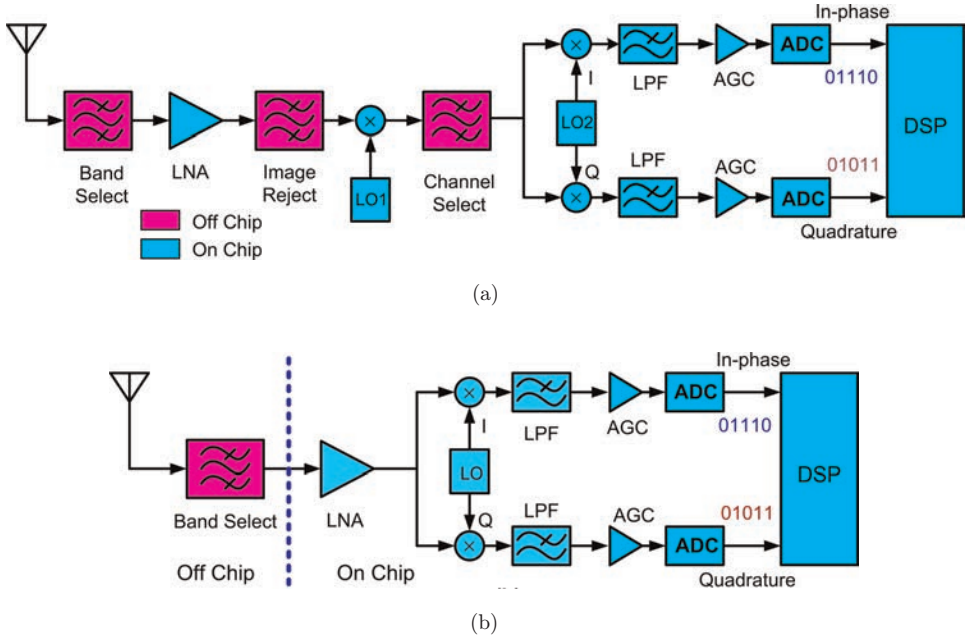 In-phase
ADC
01110
LPF
AGC
I
Band
Select
LNA
Image
Reject
LO1
Channel
Select
LO2
DSP
Q
LPF
AGC
01011
ADC
Quadrature
Off Chip
On Chip
(a)
In-phase
ADC
01110
LPF
AGC
I
Band Select
LNA
LO
DSP
Q
LPF
AGC
01011
ADC
Quadrature
Off Chip
On Chip
(b)